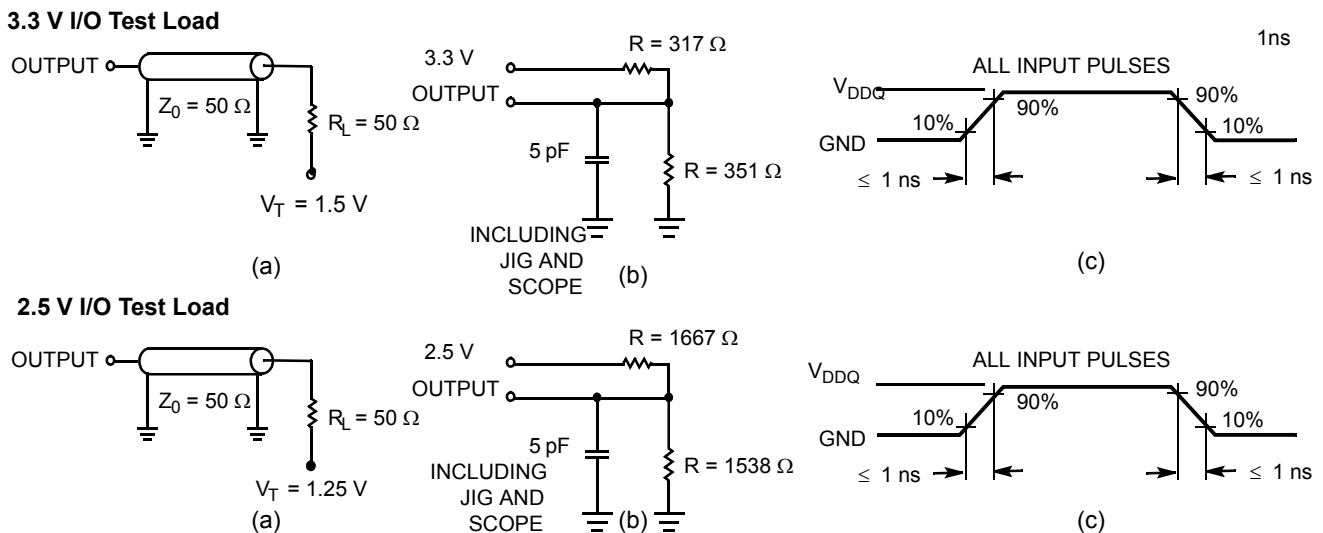 3.3 V I/O Test Load
OUTPUT
Z0 = 50 Ω
RL = 50 Ω
VT = 1.5 V
(a)
3.3 V
OUTPUT
R = 317 Ω
5 pF
R = 351 Ω
INCLUDING
JIG AND
SCOPE
(b)
1ns
ALL INPUT PULSES
VDDQ
GND
10%
90%
90%
10%
≤ 1 ns
≤ 1 ns
(c)
2.5 V I/O Test Load
OUTPUT
Z0 = 50 Ω
RL = 50 Ω
VT = 1.25 V
(a)
2.5 V
OUTPUT
R = 1667 Ω
5 pF
R = 1538 Ω
INCLUDING
JIG AND
SCOPE
(b)
ALL INPUT PULSES
VDDQ
GND
10%
90%
90%
10%
≤ 1 ns
≤ 1 ns
(c)